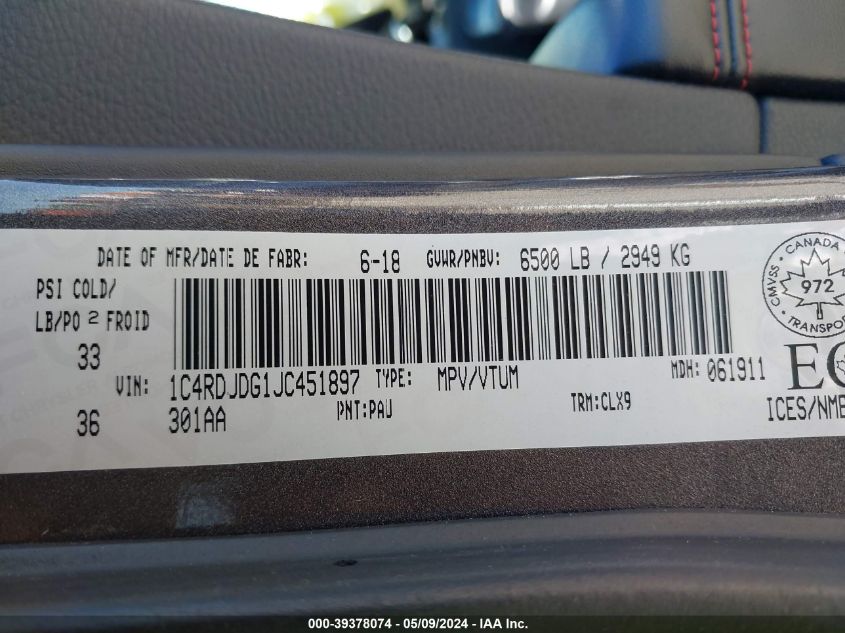 DATE OF MFR/DATE DE FABR: 6-18 GVWR/PNBV: 6500 LB / 2949 KG
PSI COLD/
LB/PO 2 FROID
33
36
VIN: 1C4RDJDG1JC451897 TYPE: MPV/VTUM MDH: 061911
301AA PNT:PAU TRM:CLX9
CANADA
CMVSS
972
TRANSPOR
EC
ICES/NMB
000-39378074 / 05/09/2024 - IAA Inc.